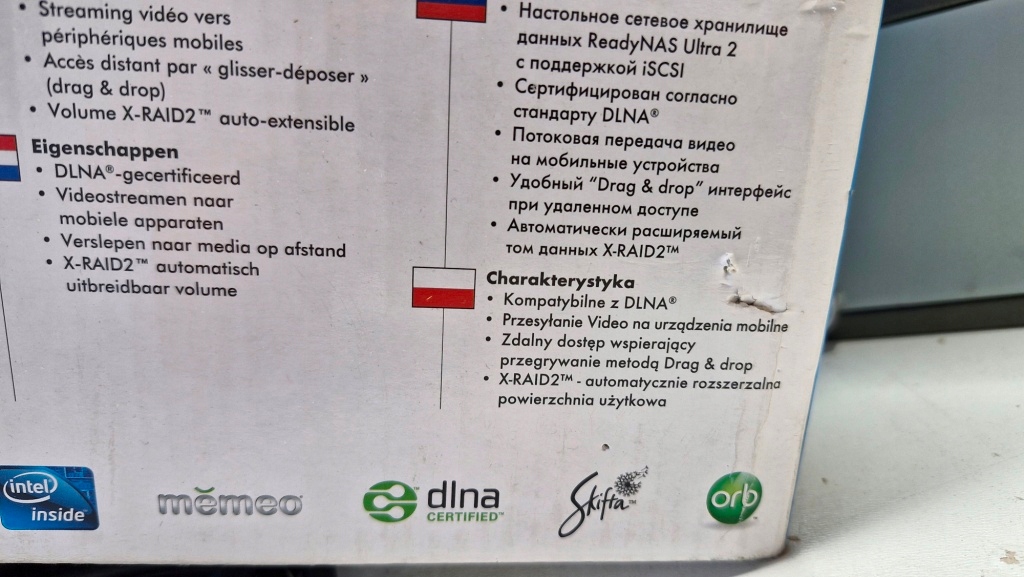 • Streaming vidéo vers
périphériques mobiles
• Accès distant par « glisser-déposer »
(drag & drop)
• Volume X-RAID2™ auto-extensible
Eigenschappen
• DLNA®-gecertificeerd
• Videostreamen naar
mobiele apparaten
• Verslepen naar media op afstand
• X-RAID2™ automatisch
uitbreidbaar volume
• Настольное сетевое хранилище
данных ReadyNAS Ultra 2
с поддержкой iSCSI
• Сертифицирован согласно
стандарту DLNA®
• Потоковая передача видео
на мобильные устройства
• Удобный “Drag & drop” интерфейс
при удаленном доступе
• Автоматически расширяемый
том данных X-RAID2™
Charakterystyka
• Kompatybilne z DLNA®
• Przesyłanie Video na urządzenia mobilne
• Zdalny dostęp wspierający
przegrywanie metodą Drag & drop
• X-RAID2™ - automatycznie rozszerzalna
powierzchnia użytkowa
intel
inside™
mĕmeo
dlna
CERTIFIED™
Skifta™
orb